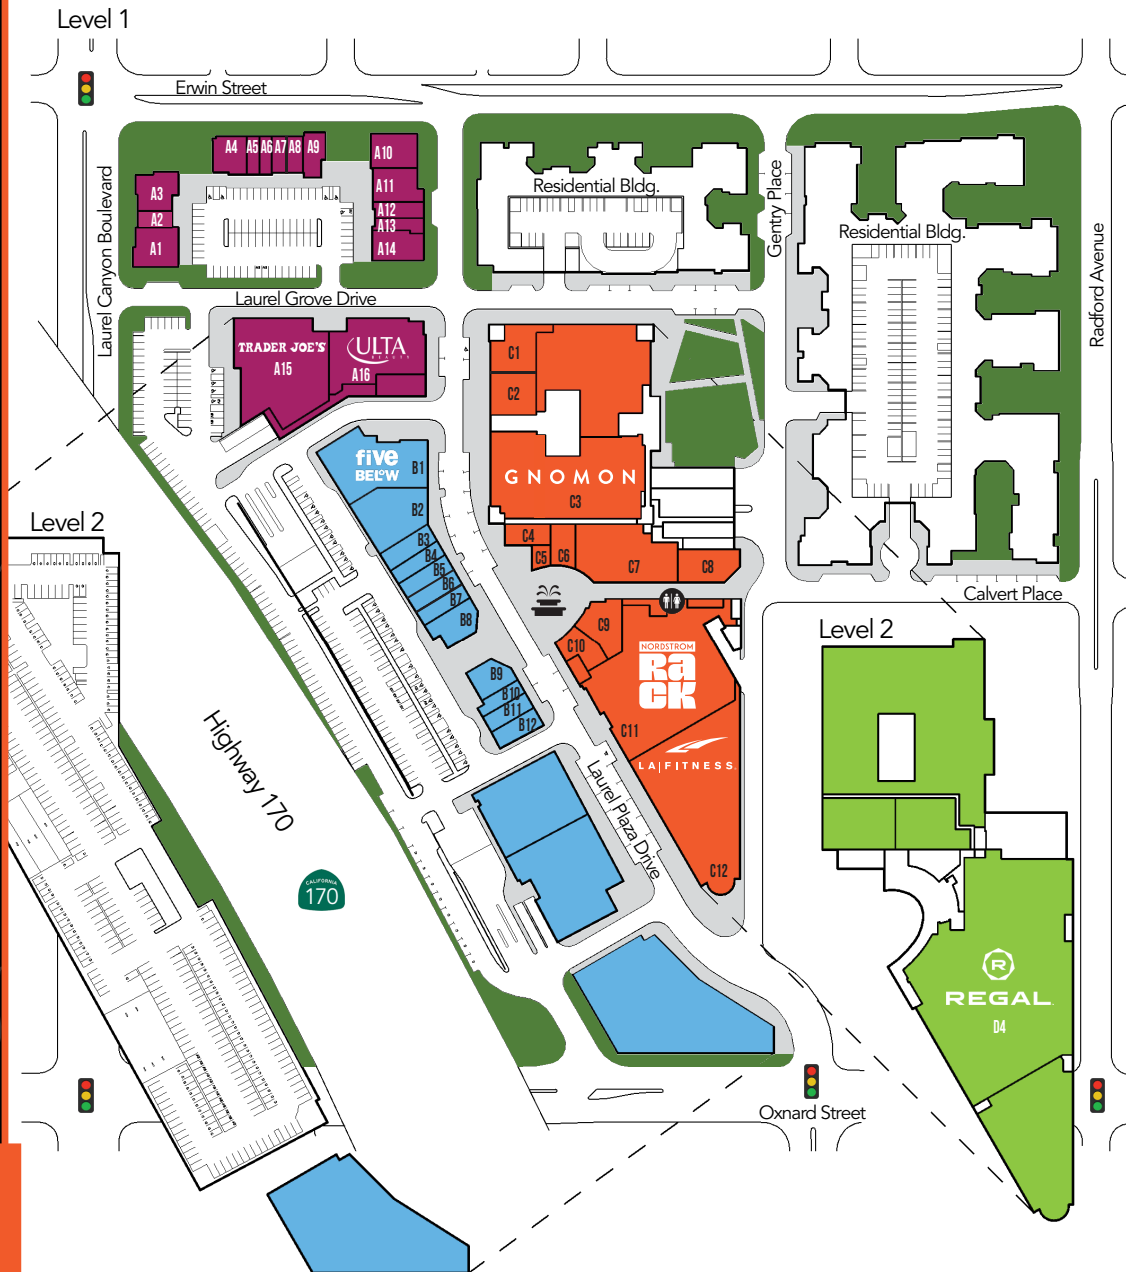 Level 1
Erwin Street
Laurel Canyon Boulevard
A4
A5
A6
A7
A8
A9
A10
A11
A12
A13
A14
A3
A2
A1
Residential Bldg.
Gentry Place
Residential Bldg.
Radford Avenue
Laurel Grove Drive
TRADER JOE'S
A15
ULTA
BEAUTY
A16
C1
C2
GNOMON
C3
five
BELOW
B1
B2
B3
B4
B5
B6
B7
B8
C4
C5
C6
C7
C8
Level 2
Calvert Place
C9
C10
NORDSTROM
RACK
C11
LA FITNESS
C12
B9
B10
B11
B12
Laurel Plaza Drive
Level 2
Highway 170
CALIFORNIA
170
R
REGAL
D4
Oxnard Street